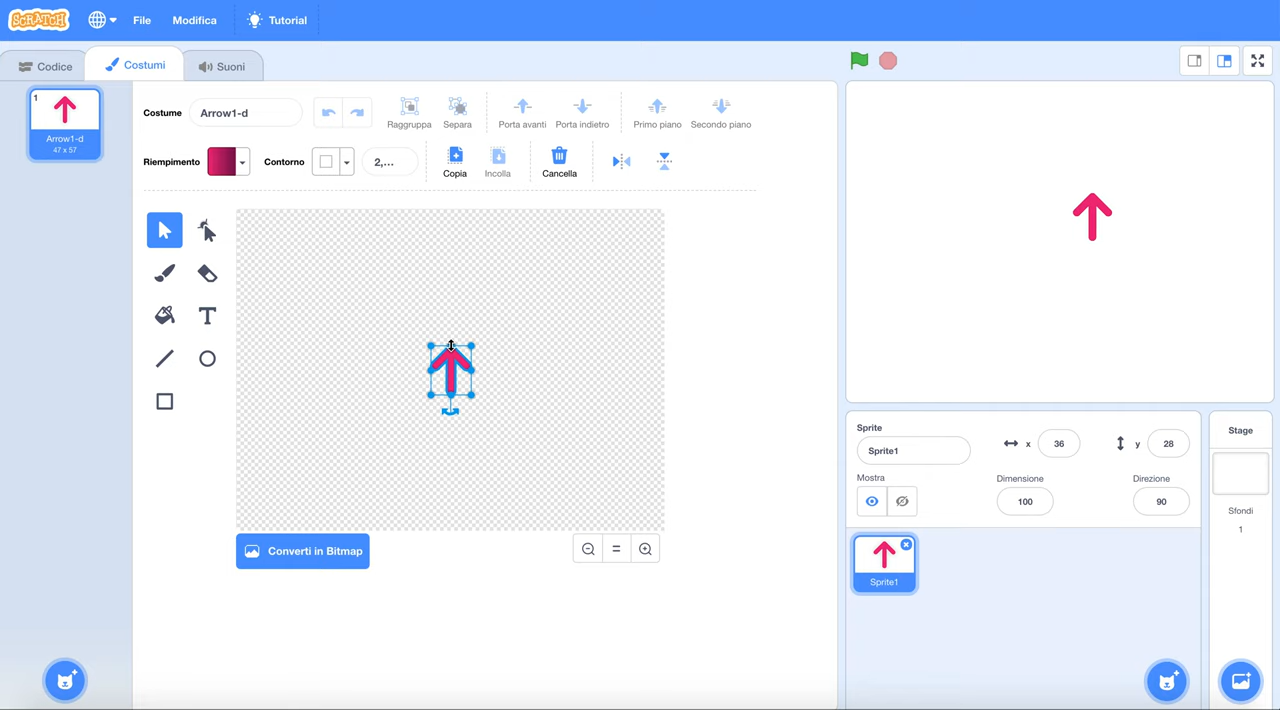 SCRATCH
File
Modifica
Tutorial
Codice
Costumi
Suoni
1
Arrow1-d
47 x 57
Costume
Arrow1-d
Raggruppa
Separa
Porta avanti
Porta indietro
Primo piano
Secondo piano
Riempimento
Contorno
2,...
Copia
Incolla
Cancella
T
Converti in Bitmap
=
Sprite
Sprite1
x
36
y
28
Mostra
Dimensione
Direzione
100
90
Sprite1
Stage
Sfondi
1